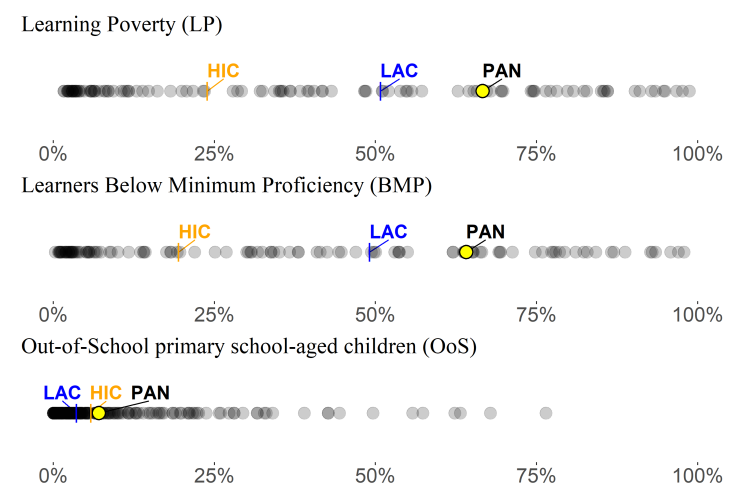 Learning Poverty (LP)
HIC LAC PAN
0% 25% 50% 75% 100%
Learners Below Minimum Proficiency (BMP)
HIC LAC PAN
0% 25% 50% 75% 100%
Out-of-School primary school-aged children (OoS)
LAC HIC PAN
0% 25% 50% 75% 100%